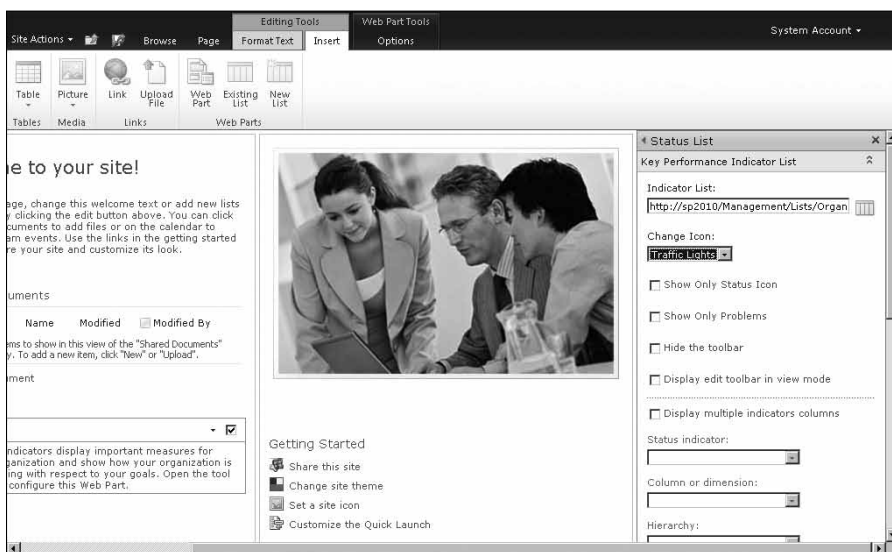 Editing Tools
Web Part Tools
System Account
Site Actions
Browse
Page
Format Text
Insert
Options
Table
Picture
Link
Upload
File
Web
Part
Existing
List
New
List
Tables
Media
Links
Web Parts
e to your site!
age, change this welcome text or add new lists
y clicking the edit button above. You can click
cuments to add files or on the calendar to
am events. Use the links in the getting started
re your site and customize its look.
uments
Name Modified Modified By
ems to show in this view of the "Shared Documents"
y. To add a new item, click "New" or "Upload".
ment
ndicators display important measures for
ganization and show how your organization is
ing with respect to your goals. Open the tool
configure this Web Part.
Getting Started
Share this site
Change site theme
Set a site icon
Customize the Quick Launch
Status List
Key Performance Indicator List
Indicator List:
http://sp2010/Management/Lists/Organ
Change Icon:
Traffic Lights
Show Only Status Icon
Show Only Problems
Hide the toolbar
Display edit toolbar in view mode
Display multiple indicators columns
Status indicator:
Column or dimension:
Hierarchy: